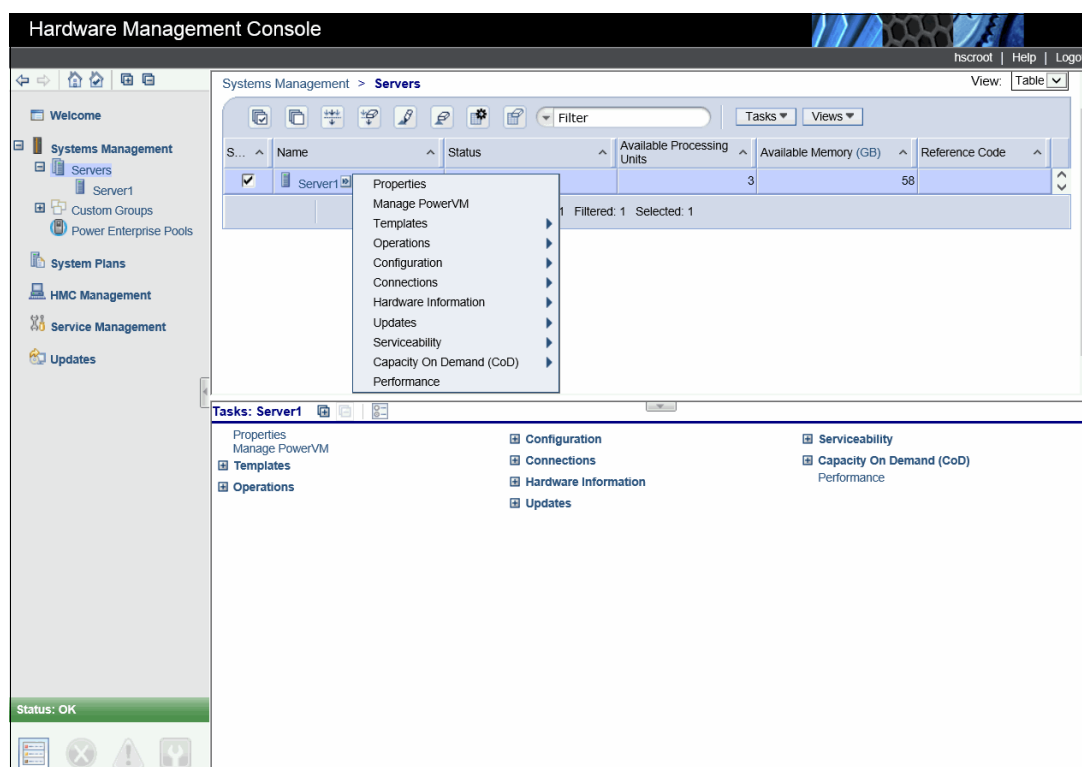 Hardware Management Console
hscroot | Help | Logo
Systems Management > Servers
View: Table
Welcome
Systems Management
Servers
Server1
Custom Groups
Power Enterprise Pools
System Plans
HMC Management
Service Management
Updates
Filter
Tasks
Views
S... Name Status Available Processing Units Available Memory (GB) Reference Code
Server1 3 58
1 Filtered: 1 Selected: 1
Properties
Manage PowerVM
Templates
Operations
Configuration
Connections
Hardware Information
Updates
Serviceability
Capacity On Demand (CoD)
Performance
Tasks: Server1
Properties
Manage PowerVM
Templates
Operations
Configuration
Connections
Hardware Information
Updates
Serviceability
Capacity On Demand (CoD)
Performance
Status: OK